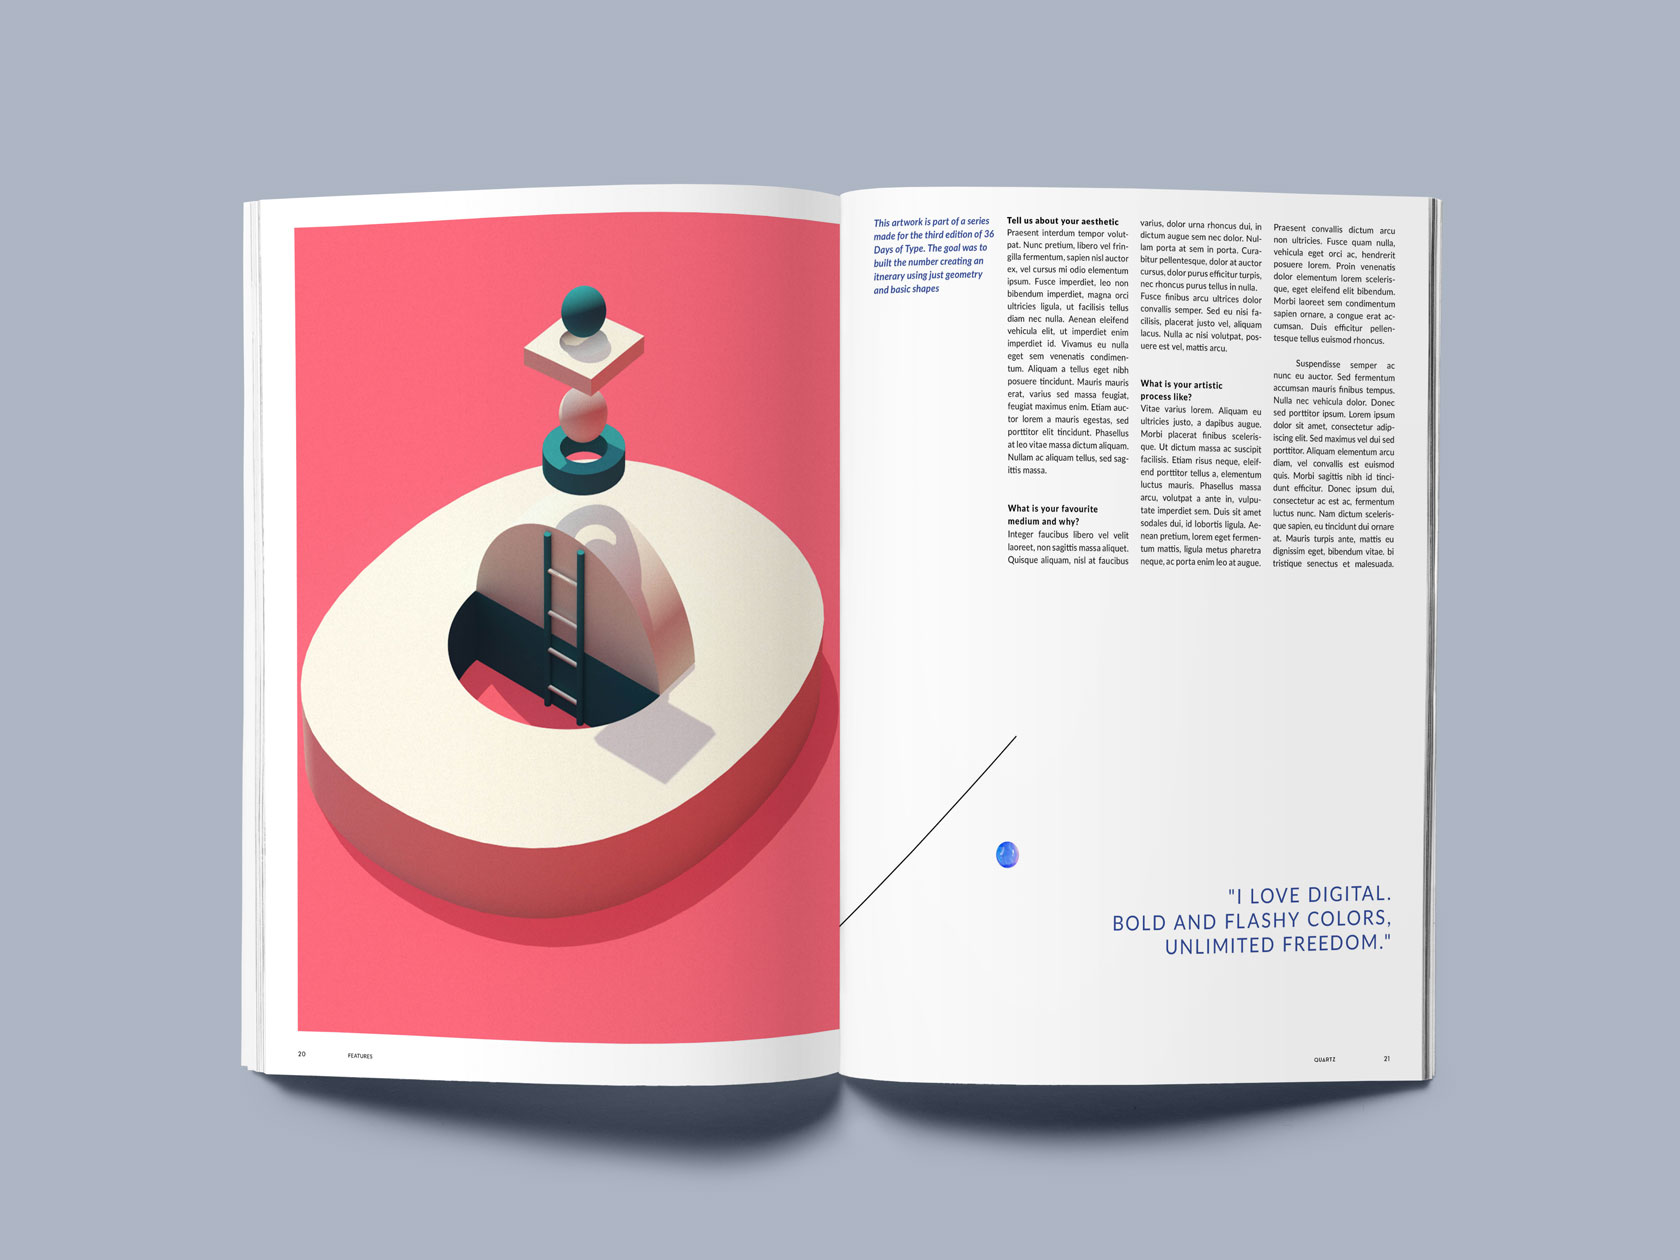 This artwork is part of a series
made for the third edition of 36
Days of Type. The goal was to
built the number creating an
itnerary using just geometry
and basic shapes
Tell us about your aesthetic
Praesent interdum tempor volut-
pat. Nunc pretium, libero vel frin-
gilla fermentum, sapien nisl auctor
ex, vel cursus mi odio elementum
ipsum. Fusce imperdiet, leo non
bibendum imperdiet, magna orci
ultricies ligula, ut facilisis tellus
diam nec nulla. Aenean eleifend
vehicula elit, ut imperdiet enim
imperdiet id. Vivamus eu nulla
eget sem venenatis condimen-
tum. Aliquam a tellus eget nibh
posuere tincidunt. Mauris mauris
erat, varius sed massa feugiat,
feugiat maximus enim. Etiam auc-
tor lorem a mauris egestas, sed
porttitor elit tincidunt. Phasellus
at leo vitae massa dictum aliquam.
Nullam ac aliquam tellus, sed sag-
ittis massa.
What is your favourite
medium and why?
Integer faucibus libero vel velit
laoreet, non sagittis massa aliquet.
Quisque aliquam, nisl at faucibus
varius, dolor urna rhoncus dui, in
dictum augue sem nec dolor. Nul-
lam porta at sem in porta. Cura-
bitur pellentesque, dolor at auctor
cursus, dolor purus efficitur turpis,
nec rhoncus purus tellus in nulla.
Fusce finibus arcu ultrices dolor
convallis semper. Sed eu nisi fa-
cilisis, placerat justo vel, aliquam
lacus. Nulla ac nisi volutpat, pos-
uere est vel, mattis arcu.
What is your artistic
process like?
Vitae varius lorem. Aliquam eu
ultricies justo, a dapibus augue.
Morbi placerat finibus sceleris-
que. Ut dictum massa ac suscipit
facilisis. Etiam risus neque, eleif-
end porttitor tellus a, elementum
luctus mauris. Phasellus massa
arcu, volutpat a ante in, vulpu-
tate imperdiet sem. Duis sit amet
sodales dui, id lobortis ligula. Ae-
nean pretium, lorem eget fermen-
tum mattis, ligula metus pharetra
neque, ac porta enim leo at augue.
Praesent convallis dictum arcu
non ultricies. Fusce quam nulla,
vehicula eget orci ac, hendrerit
posuere lorem. Proin venenatis
dolor elementum lorem sceleris-
que, eget eleifend elit bibendum.
Morbi laoreet sem condimentum
sapien ornare, a congue erat ac-
cumsan. Duis efficitur pellen-
tesque tellus euismod rhoncus.
Suspendisse semper ac
nunc eu auctor. Sed fermentum
accumsan mauris finibus tempus.
Nulla nec vehicula dolor. Donec
sed porttitor ipsum. Lorem ipsum
dolor sit amet, consectetur adip-
iscing elit. Sed maximus vel dui sed
porttitor. Aliquam elementum arcu
diam, vel convallis est euismod
quis. Morbi sagittis nibh id tinci-
dunt efficitur. Donec ipsum dui,
consectetur ac est ac, fermentum
luctus nunc. Nam dictum sceleris-
que sapien, eu tincidunt dui ornare
at. Mauris turpis ante, mattis eu
dignissim eget, bibendum vitae. bi
tristique senectus et malesuada.
"I LOVE DIGITAL.
BOLD AND FLASHY COLORS,
UNLIMITED FREEDOM."
20 FEATURES
QUARTZ 21